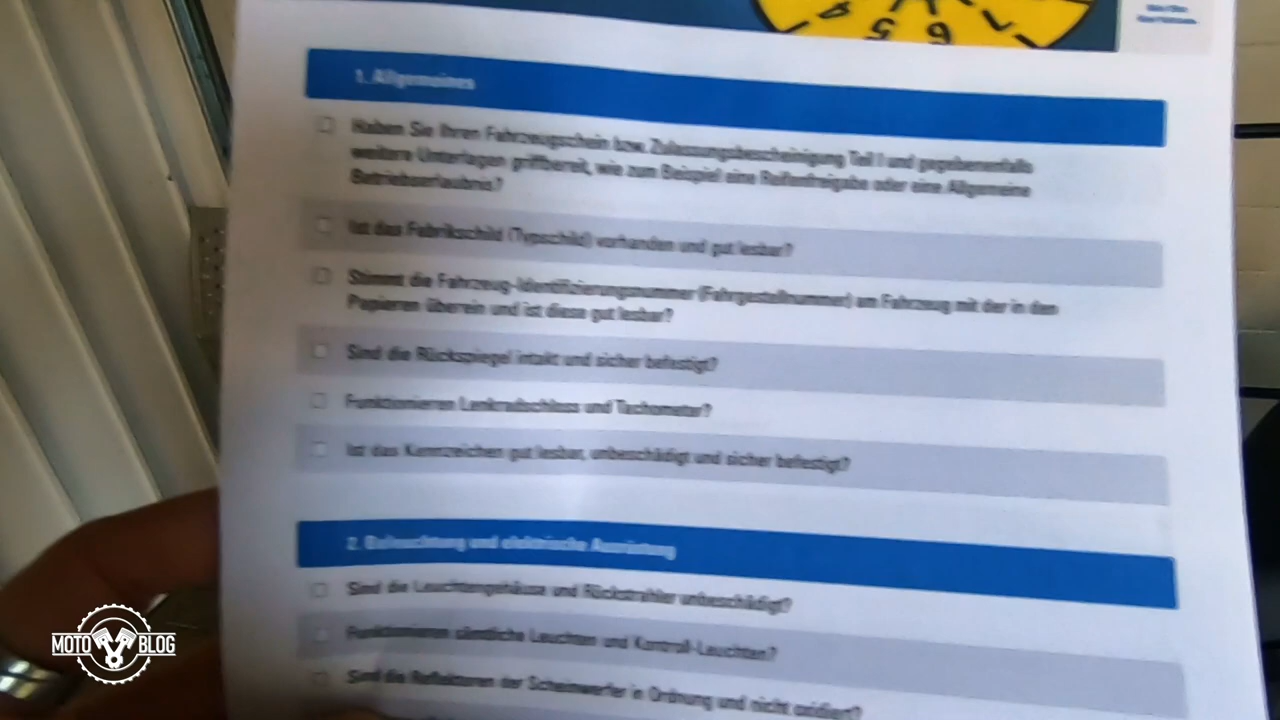 4 5 6 7
1. Allgemeines
Haben Sie Ihren Fahrzeugschein bzw. Zulassungsbescheinigung Teil I und gegebenenfalls
weitere Unterlagen griffbereit, wie zum Beispiel eine Reifenfreigabe oder eine Allgemeine
Betriebserlaubnis?
Ist das Fabrikschild (Typschild) vorhanden und gut lesbar?
Stimmt die Fahrzeug-Identifizierungsnummer (Fahrgestellnummer) am Fahrzeug mit der in den
Papieren überein und ist diese gut lesbar?
Sind die Rückspiegel intakt und sicher befestigt?
Funktionieren Lenkradschloss und Tachometer?
Ist das Kennzeichen gut lesbar, unbeschädigt und sicher befestigt?
2. Beleuchtung und elektrische Ausrüstung
Sind die Leuchtengehäuse und Rückstrahler unbeschädigt?
Funktionieren sämtliche Leuchten und Kontroll-Leuchten?
Sind die Reflektoren der Scheinwerfer in Ordnung und nicht oxidiert?
MOTO BLOG